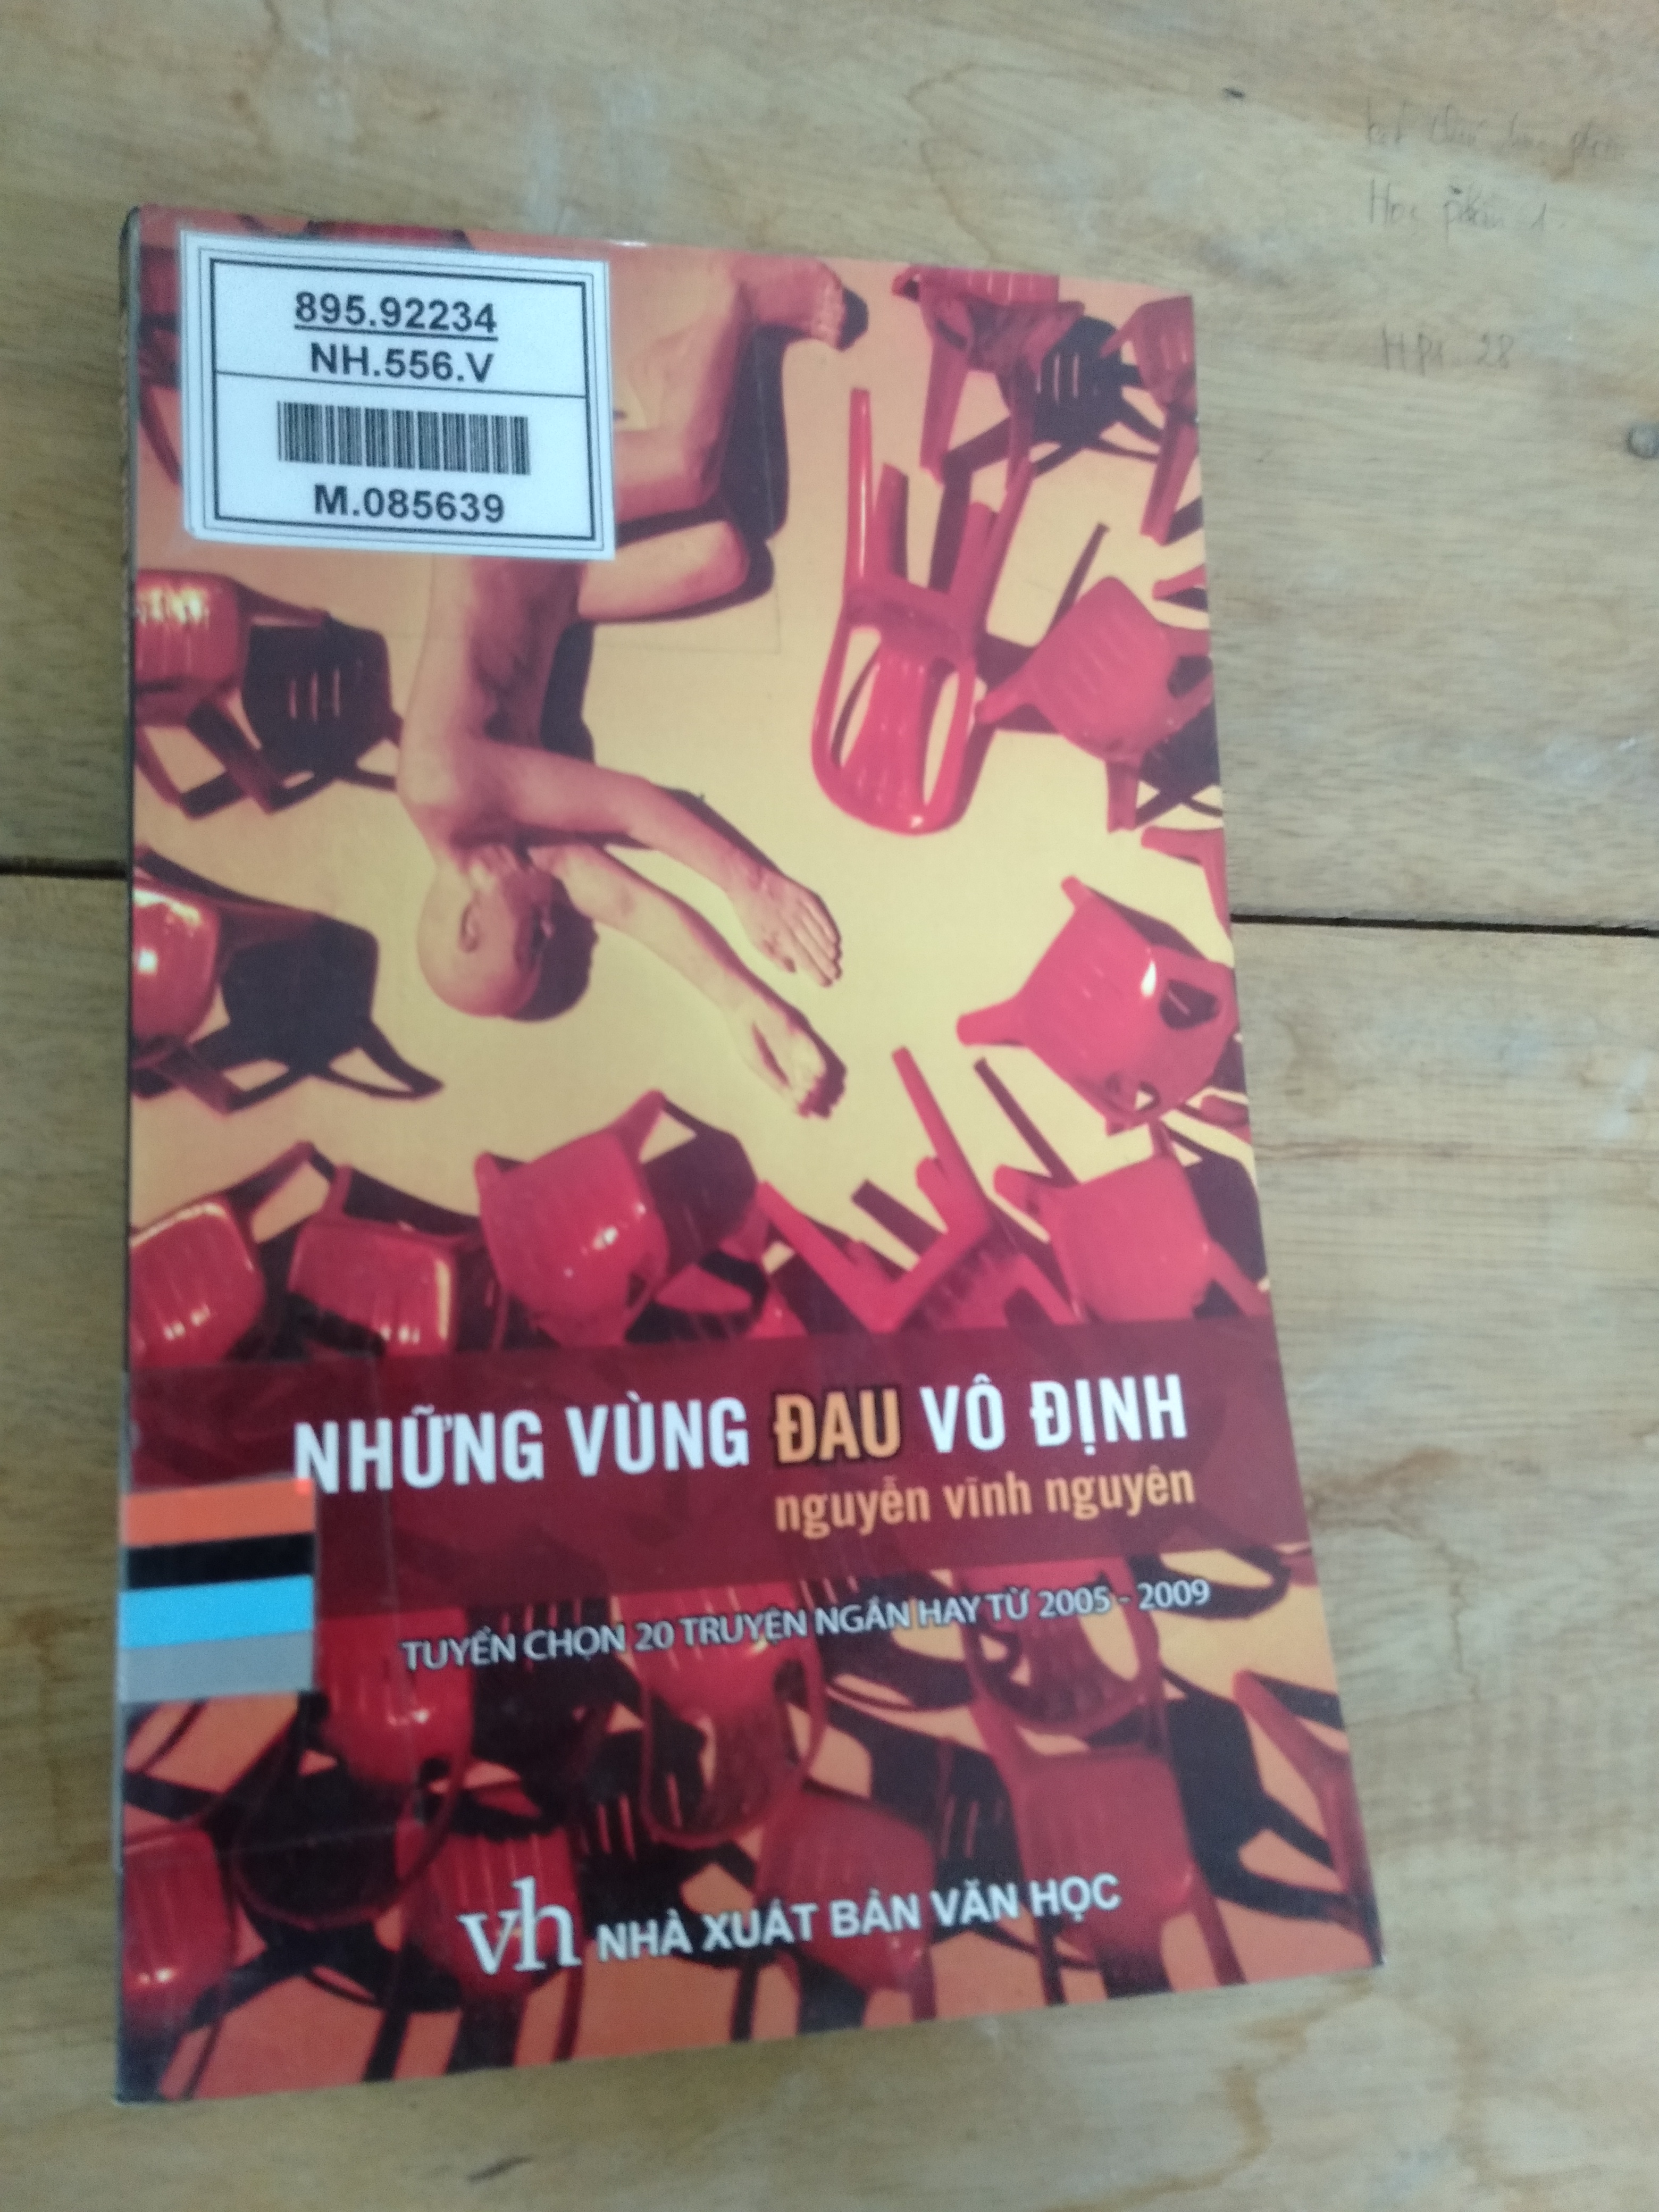 895.92234
NH.556.V
M.085639
NHỮNG VÙNG ĐAU VÔ ĐỊNH
nguyễn vĩnh nguyên
TUYỂN CHỌN 20 TRUYỆN NGẮN HAY TỪ 2005 - 2009
vh NHÀ XUẤT BẢN VĂN HỌC